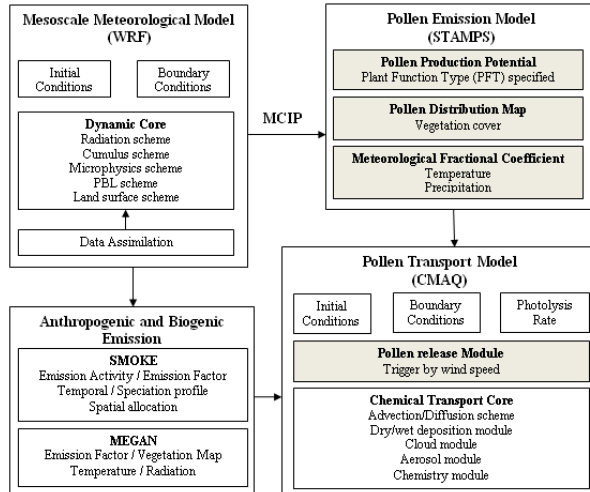 Mesoscale Meteorological Model
(WRF)
Initial
Conditions
Boundary
Conditions
Dynamic Core
Radiation scheme
Cumulus scheme
Microphysics scheme
PBL scheme
Land surface scheme
Data Assimilation
MCIP
Pollen Emission Model
(STAMPS)
Pollen Production Potential
Plant Function Type (PFT) specified
Pollen Distribution Map
Vegetation cover
Meteorological Fractional Coefficient
Temperature
Precipitation
Anthropogenic and Biogenic
Emission
SMOKE
Emission Activity / Emission Factor
Temporal / Speciation profile
Spatial allocation
MEGAN
Emission Factor / Vegetation Map
Temperature / Radiation
Pollen Transport Model
(CMAQ)
Initial
Conditions
Boundary
Conditions
Photolysis
Rate
Pollen release Module
Trigger by wind speed
Chemical Transport Core
Advection/Diffusion scheme
Dry/wet deposition module
Cloud module
Aerosol module
Chemistry module